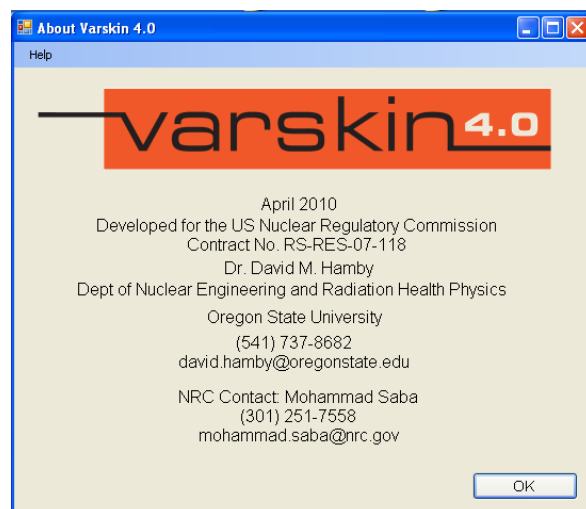 About Varskin 4.0
Help
varskin 4.0
April 2010
Developed for the US Nuclear Regulatory Commission
Contract No. RS-RES-07-118
Dr. David M. Hamby
Dept of Nuclear Engineering and Radiation Health Physics
Oregon State University
(541) 737-8682
david.hamby@oregonstate.edu
NRC Contact: Mohammad Saba
(301) 251-7558
mohammad.saba@nrc.gov
OK